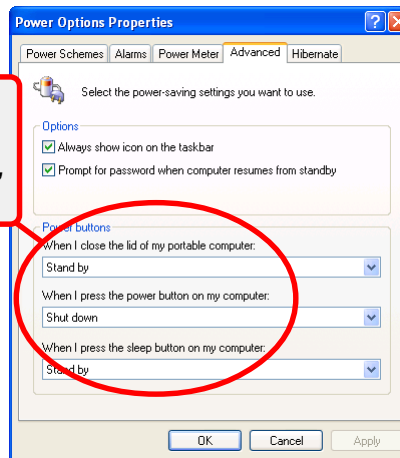 Power Options Properties
Power Schemes Alarms Power Meter Advanced Hibernate
Select the power-saving settings you want to use.
Options
Always show icon on the taskbar
Prompt for password when computer resumes from standby
,
Power buttons
When I close the lid of my portable computer:
Stand by
When I press the power button on my computer:
Shut down
When I press the sleep button on my computer:
Stand by
OK Cancel Apply